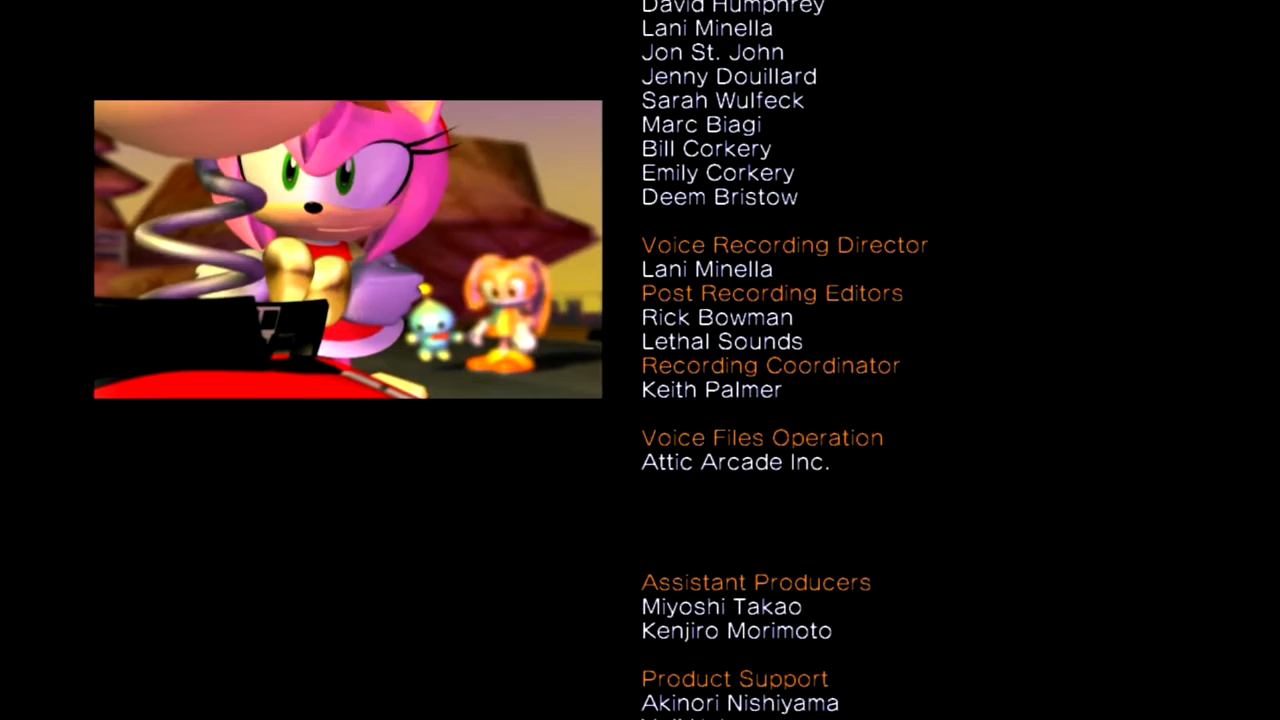 David Humphrey
Lani Minella
Jon St. John
Jenny Douillard
Sarah Wulfeck
Marc Biagi
Bill Corkery
Emily Corkery
Deem Bristow
Voice Recording Director
Lani Minella
Post Recording Editors
Rick Bowman
Lethal Sounds
Recording Coordinator
Keith Palmer
Voice Files Operation
Attic Arcade Inc.
Assistant Producers
Miyoshi Takao
Kenjiro Morimoto
Product Support
Akinori Nishiyama